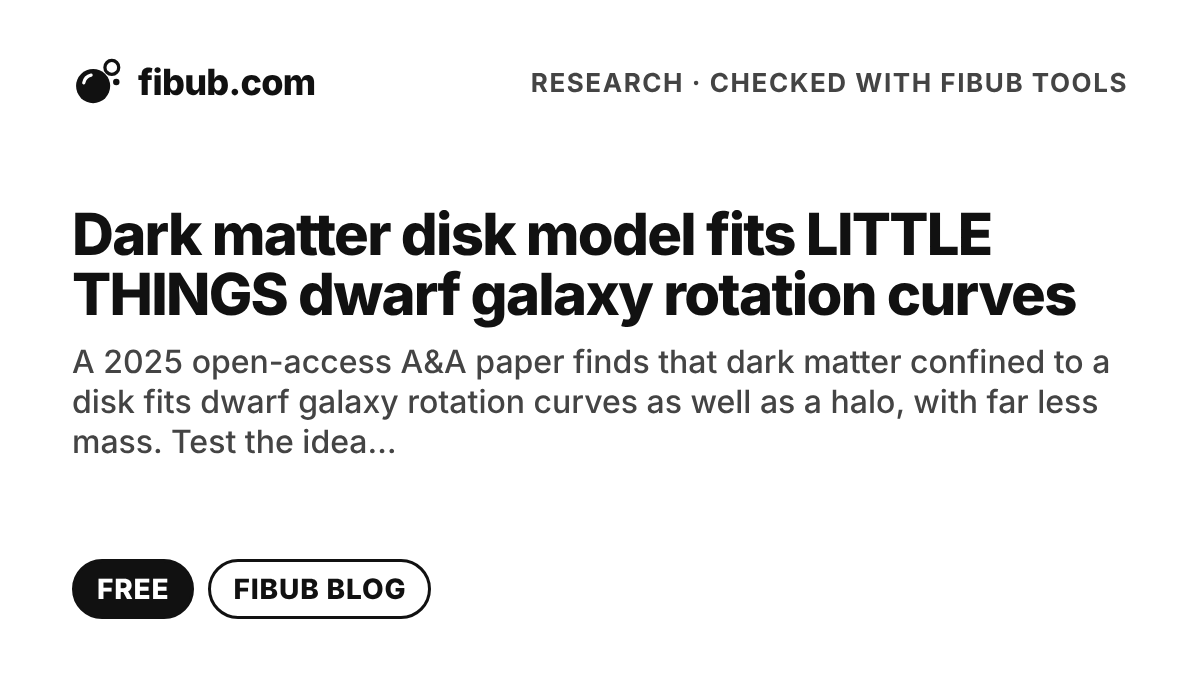 fibub.com
RESEARCH · CHECKED WITH FIBUB TOOLS
Dark matter disk model fits LITTLE
THINGS dwarf galaxy rotation curves
A 2025 open-access A&A paper finds that dark matter confined to a
disk fits dwarf galaxy rotation curves as well as a halo, with far less
mass. Test the idea...
FREE
FIBUB BLOG